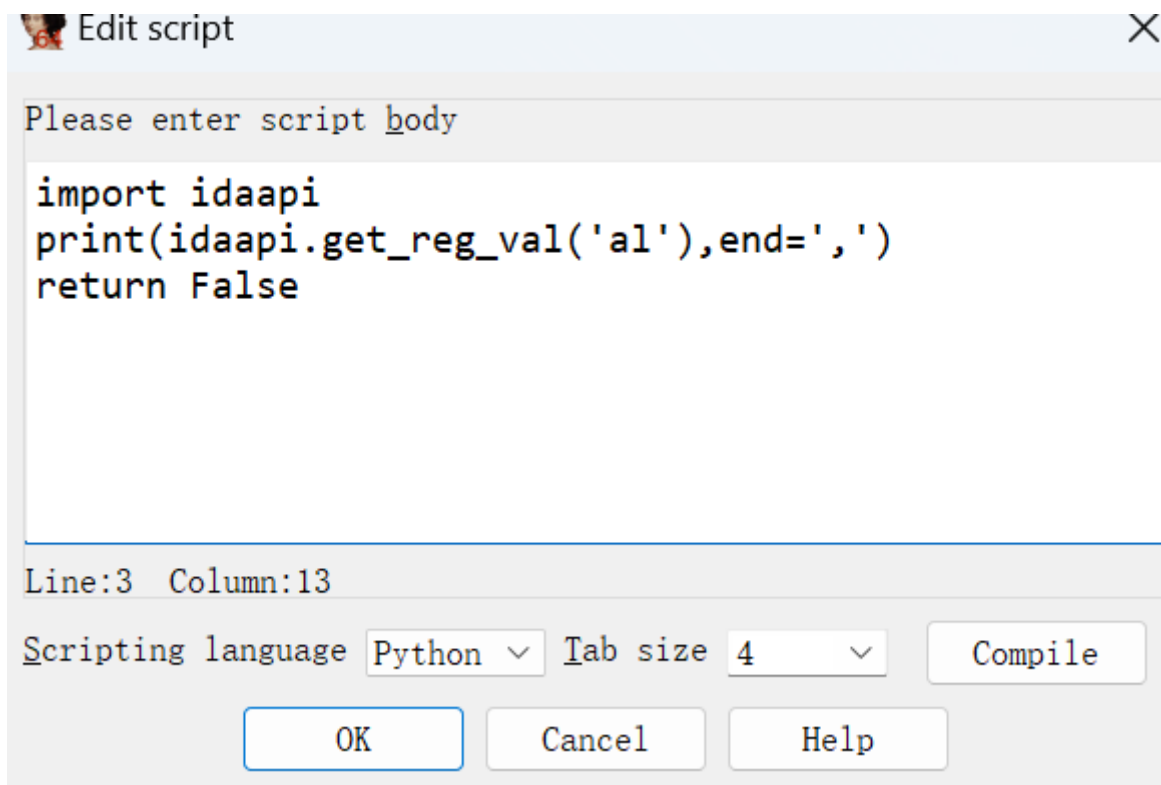 Edit script
Please enter script body
import idaapi
print(idaapi.get_reg_val('al'),end=',')
return False
Line:3  Column:13
Scripting language Python Tab size 4 Compile
OK Cancel Help